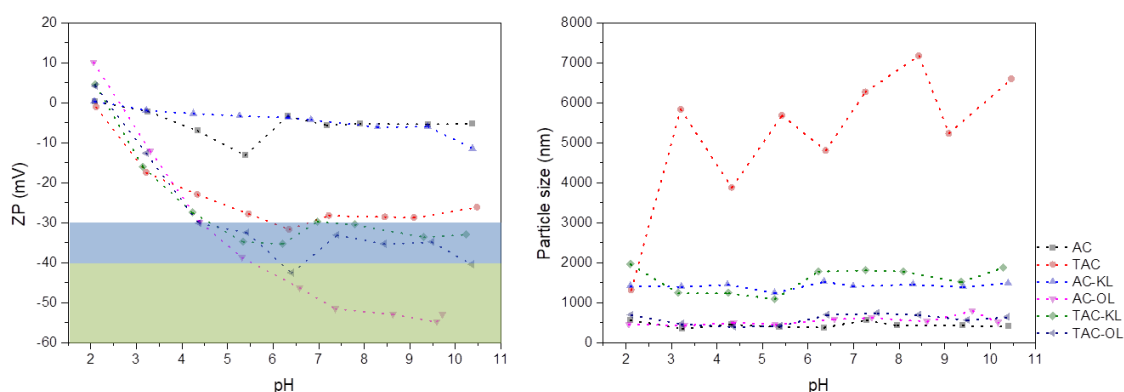 20
10
0
-10
-20
-30
-40
-50
-60
ZP (mV)
2 3 4 5 6 7 8 9 10 11
pH
8000
7000
6000
5000
4000
3000
2000
1000
0
Particle size (nm)
2 3 4 5 6 7 8 9 10 11
pH
AC
TAC
AC-KL
AC-OL
TAC-KL
TAC-OL